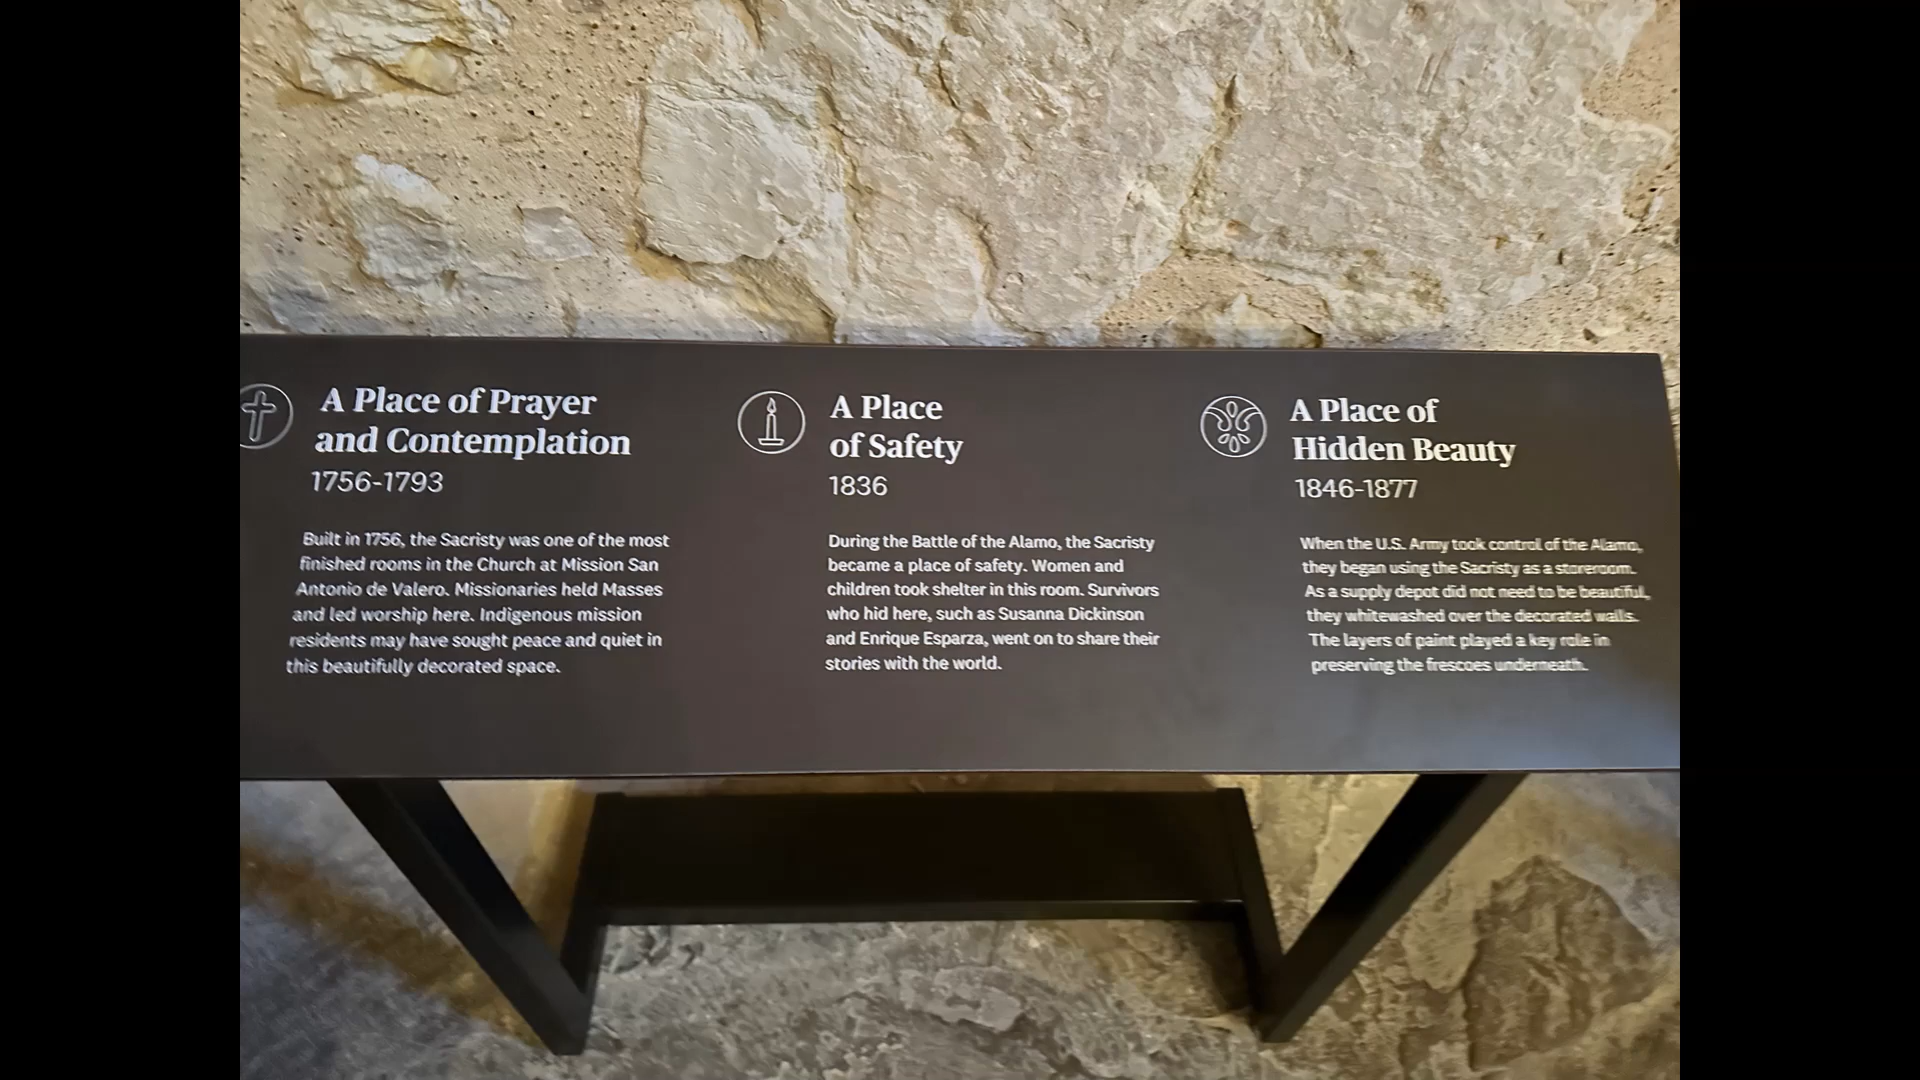 A Place of Prayer
and Contemplation
1756-1793
Built in 1756, the Sacristy was one of the most
finished rooms in the Church at Mission San
Antonio de Valero. Missionaries held Masses
and led worship here. Indigenous mission
residents may have sought peace and quiet in
this beautifully decorated space.
A Place
of Safety
1836
During the Battle of the Alamo, the Sacristy
became a place of safety. Women and
children took shelter in this room. Survivors
who hid here, such as Susanna Dickinson
and Enrique Esparza, went on to share their
stories with the world.
A Place of
Hidden Beauty
1846-1877
When the U.S. Army took control of the Alamo,
they began using the Sacristy as a storeroom.
As a supply depot did not need to be beautiful,
they whitewashed over the decorated walls.
The layers of paint played a key role in
preserving the frescoes underneath.